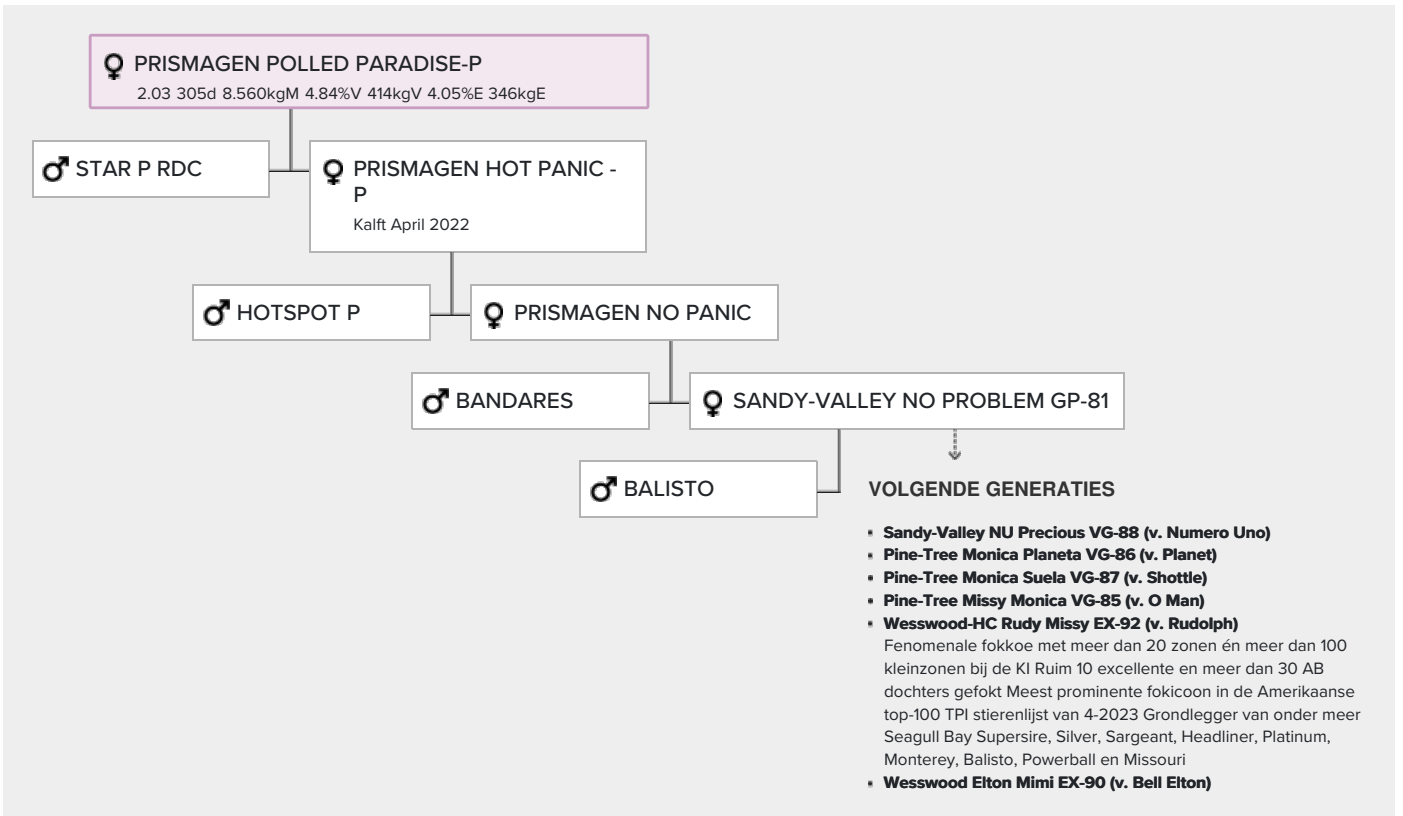 PRISMAGEN POLLED PARADISE-P
2.03 305d 8.560kgM 4.84%V 414kgV 4.05%E 346kgE
STAR P RDC
PRISMAGEN HOT PANIC -
P
Kalft April 2022
HOTSPOT P
PRISMAGEN NO PANIC
BANDARES
SANDY-VALLEY NO PROBLEM GP-81
BALISTO
VOLGENDE GENERATIES
Sandy-Valley NU Precious VG-88 (v. Numero Uno)
Pine-Tree Monica Planeta VG-86 (v. Planet)
Pine-Tree Monica Suela VG-87 (v. Shottle)
Pine-Tree Missy Monica VG-85 (v. O Man)
Wesswood-HC Rudy Missy EX-92 (v. Rudolph)
Fenomenale fokkoe met meer dan 20 zonen én meer dan 100
kleinzonen bij de KI Ruim 10 excellente en meer dan 30 AB
dochters gefokt Meest prominente fokicoon in de Amerikaanse
top-100 TPI stierenlijst van 4-2023 Grondlegger van onder meer
Seagull Bay Supersire, Silver, Sargeant, Headliner, Platinum,
Monterey, Balisto, Powerball en Missouri
Wesswood Elton Mimi EX-90 (v. Bell Elton)